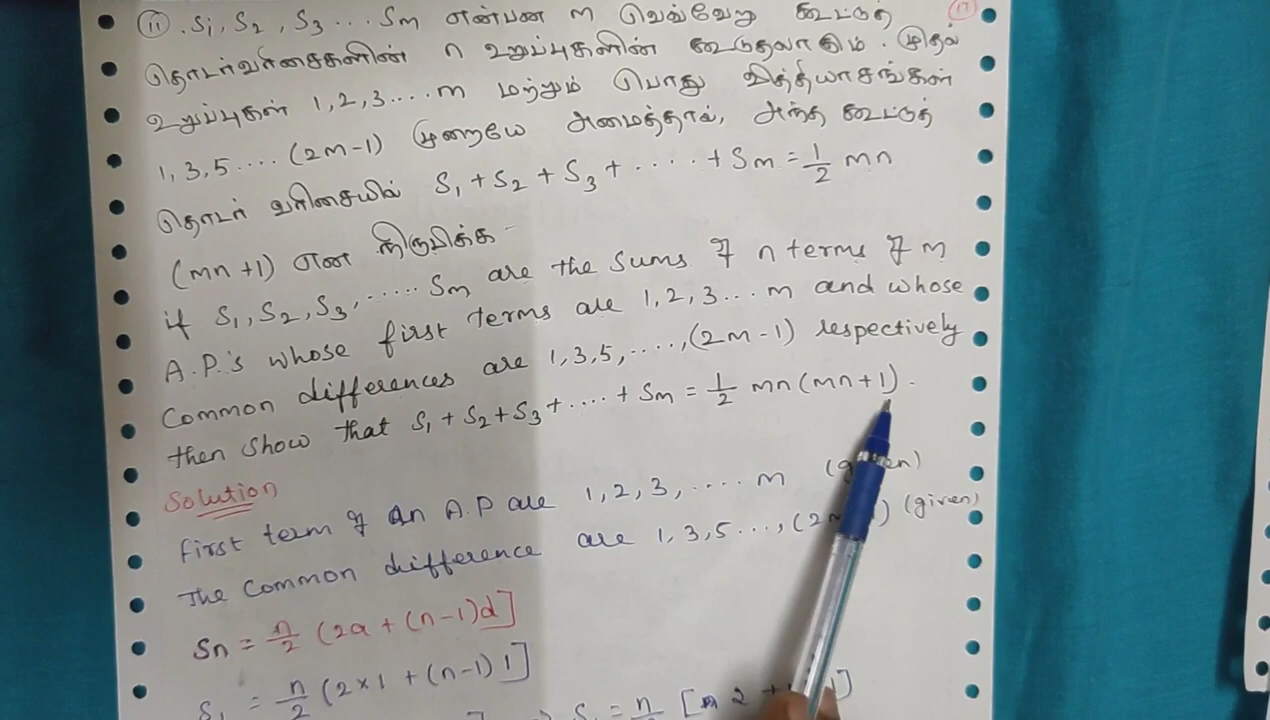 (11). S1, S2, S3 ... Sm என்பன m வெவ்வேறு கூட்டுத்
தொடர்வரிசைகளின் n உறுப்புகளின் கூடுதலாகும். முதல்
உறுப்புகள் 1, 2, 3 .... m மற்றும் பொது வித்தியாசங்கள்
1, 3, 5 .... (2m-1) முறையே அமைத்தால், அந்த கூட்டுத்
தொடர் வரிசையில் S1 + S2 + S3 + ..... + Sm = 1/2 mn
(mn+1) என நிருபிக்க
if S1, S2, S3, ...... Sm are the sums of n terms of m
A.P.'s whose first terms are 1, 2, 3 ... m and whose
Common differences are 1, 3, 5, ....., (2m-1) respectively
then show that S1 + S2 + S3 + .... + Sm = 1/2 mn (mn+1).
Solution
First term of an A.P are 1, 2, 3, .... m
The Common difference are 1, 3, 5 ..., (given)
Sn = n/2 (2a + (n-1)d]
S1 = n/2 (2×1 + (n-1) 1]